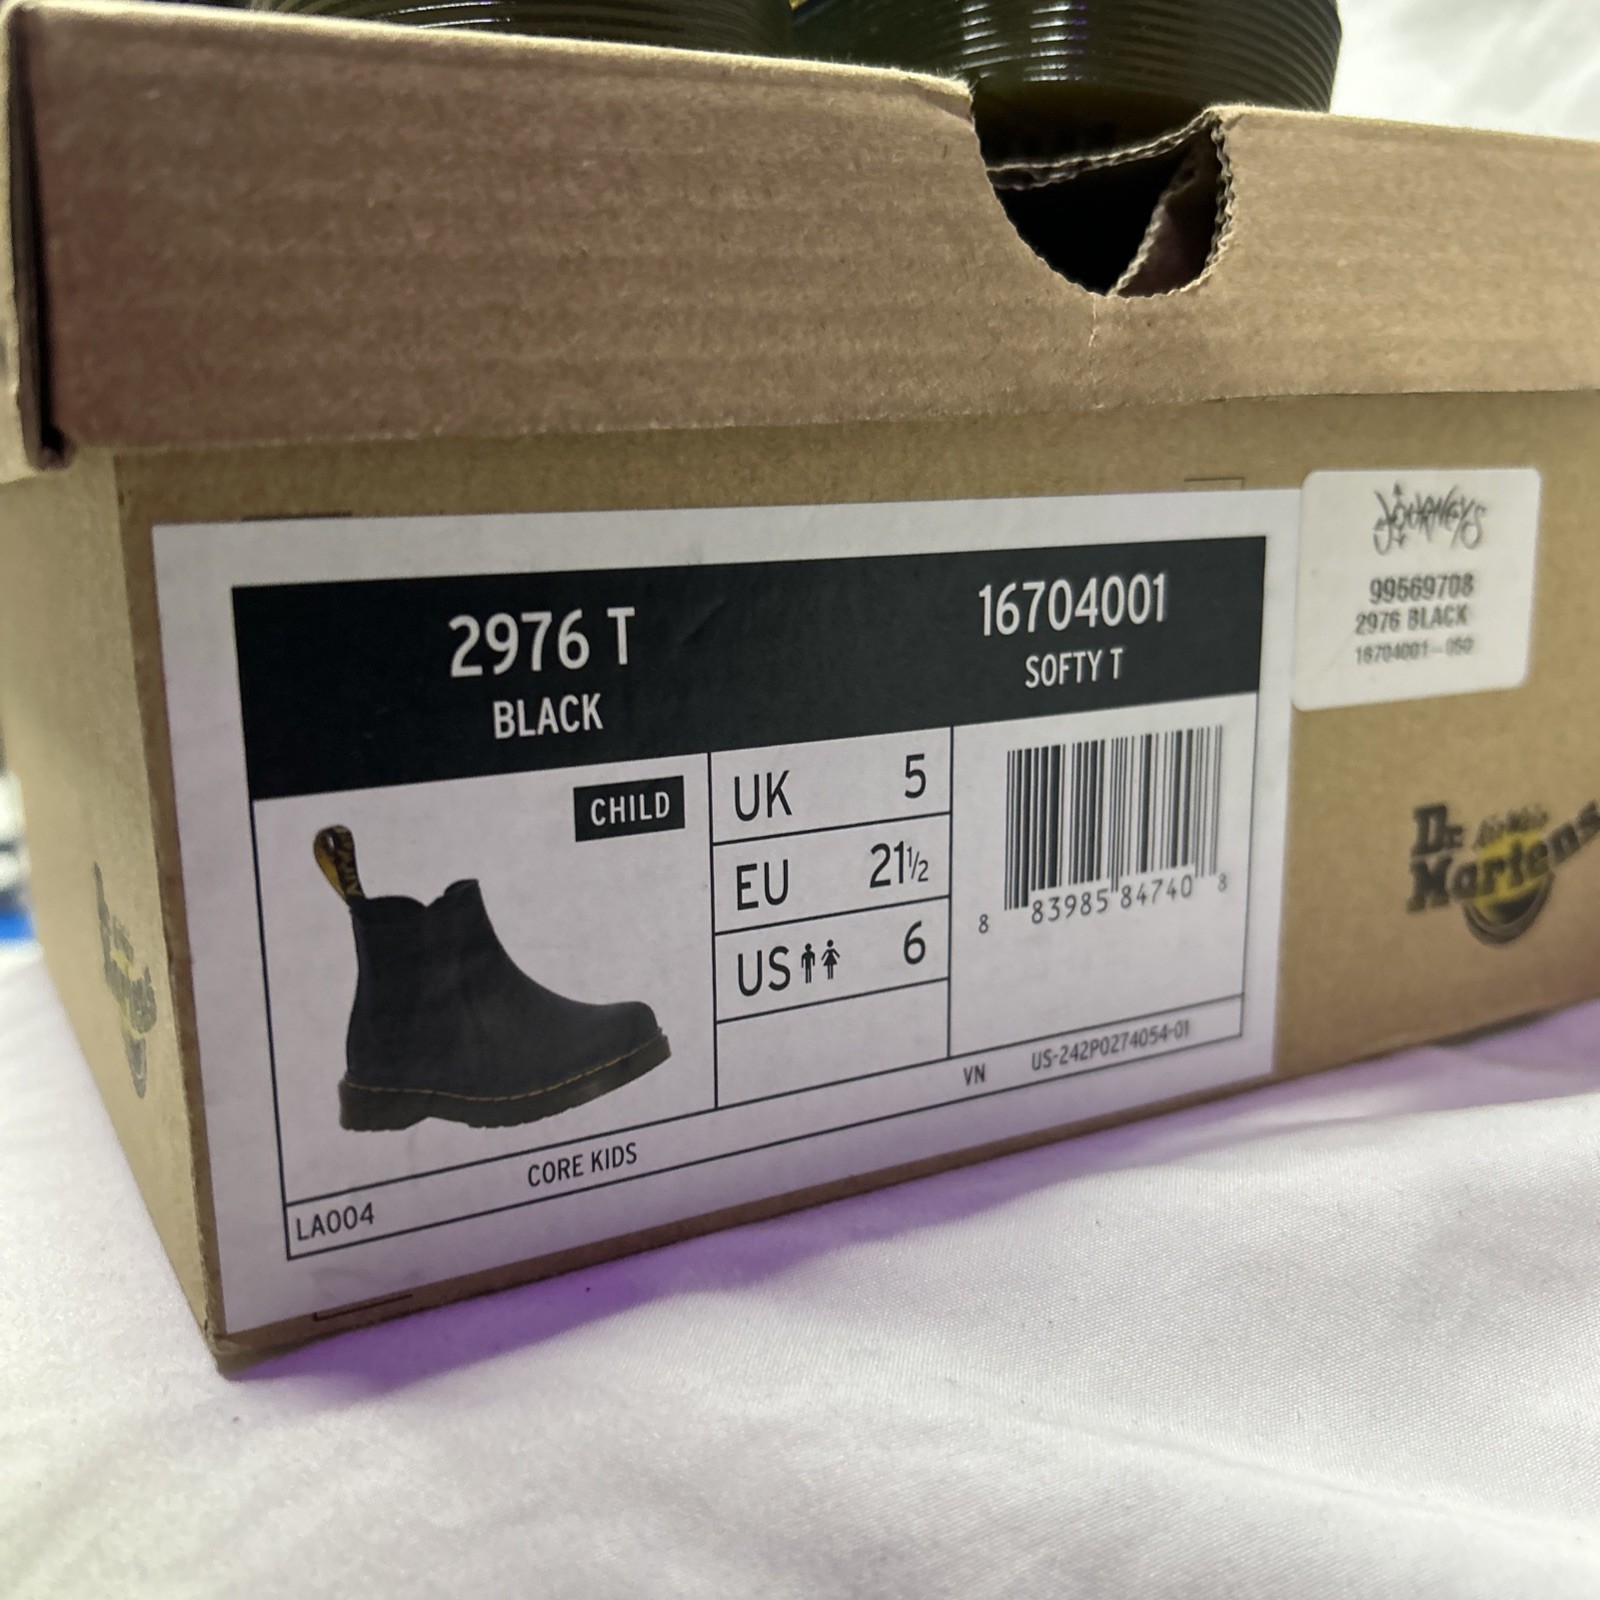 2976 T
BLACK
16704001
SOFTY T
CHILD
UK 5
EU 21½
US 6
8 83985 84740 8
VN US-242P0274054-01
CORE KIDS
LA004
JOURNEYS
99569708
2976 BLACK
16704001-050
Dr. AirWair
Martens